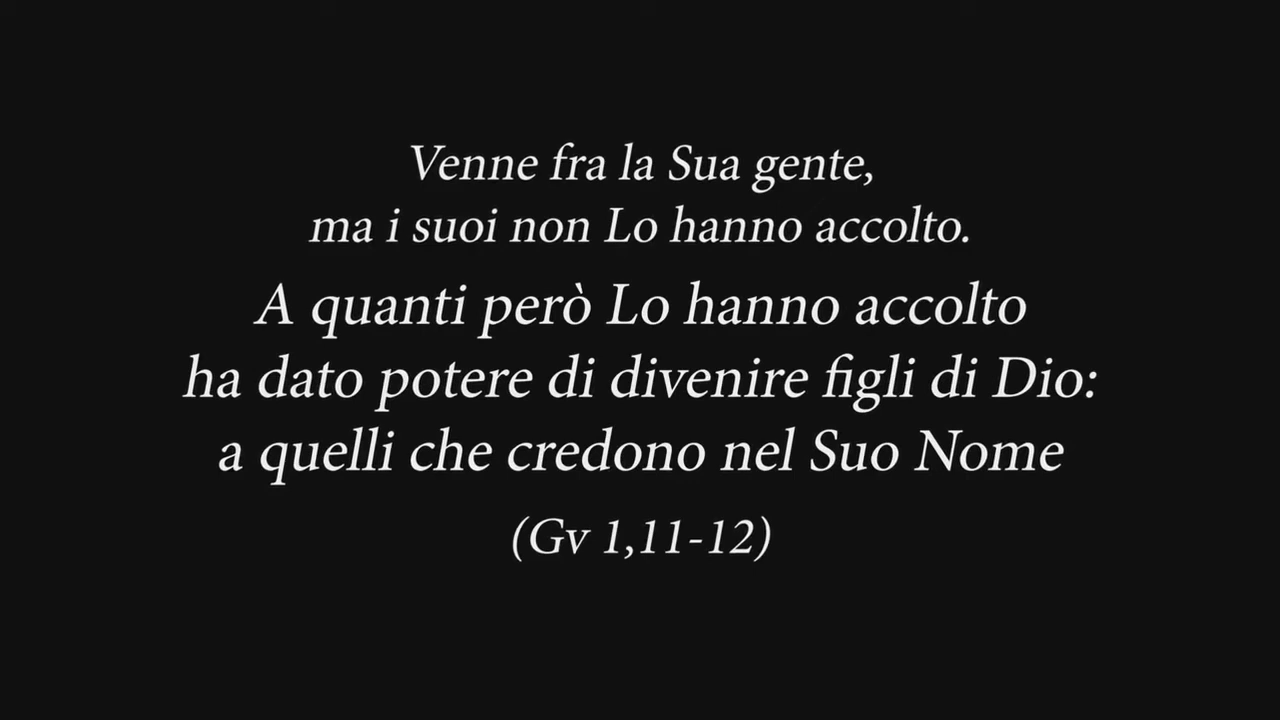 Venne fra la Sua gente,
ma i suoi non Lo hanno accolto.
A quanti però Lo hanno accolto
ha dato potere di divenire figli di Dio:
a quelli che credono nel Suo Nome
(Gv 1,11-12)